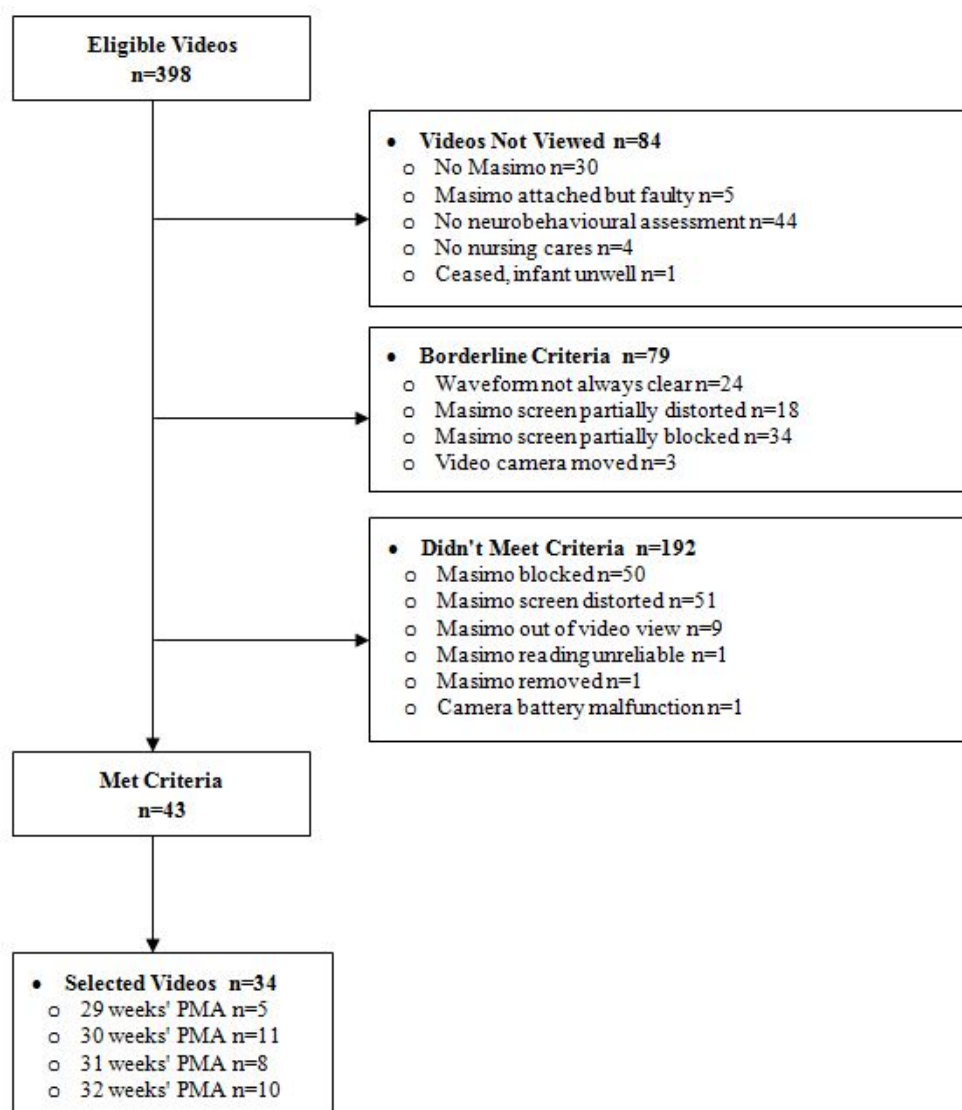 Eligible Videos
n=398
• Videos Not Viewed n=84
o No Masimo n=30
o Masimo attached but faulty n=5
o No neurobehavioural assessment n=44
o No nursing cares n=4
o Ceased, infant unwell n=1
• Borderline Criteria n=79
o Waveform not always clear n=24
o Masimo screen partially distorted n=18
o Masimo screen partially blocked n=34
o Video camera moved n=3
• Didn't Meet Criteria n=192
o Masimo blocked n=50
o Masimo screen distorted n=51
o Masimo out of video view n=9
o Masimo reading unreliable n=1
o Masimo removed n=1
o Camera battery malfunction n=1
Met Criteria
n=43
• Selected Videos n=34
o 29 weeks' PMA n=5
o 30 weeks' PMA n=11
o 31 weeks' PMA n=8
o 32 weeks' PMA n=10